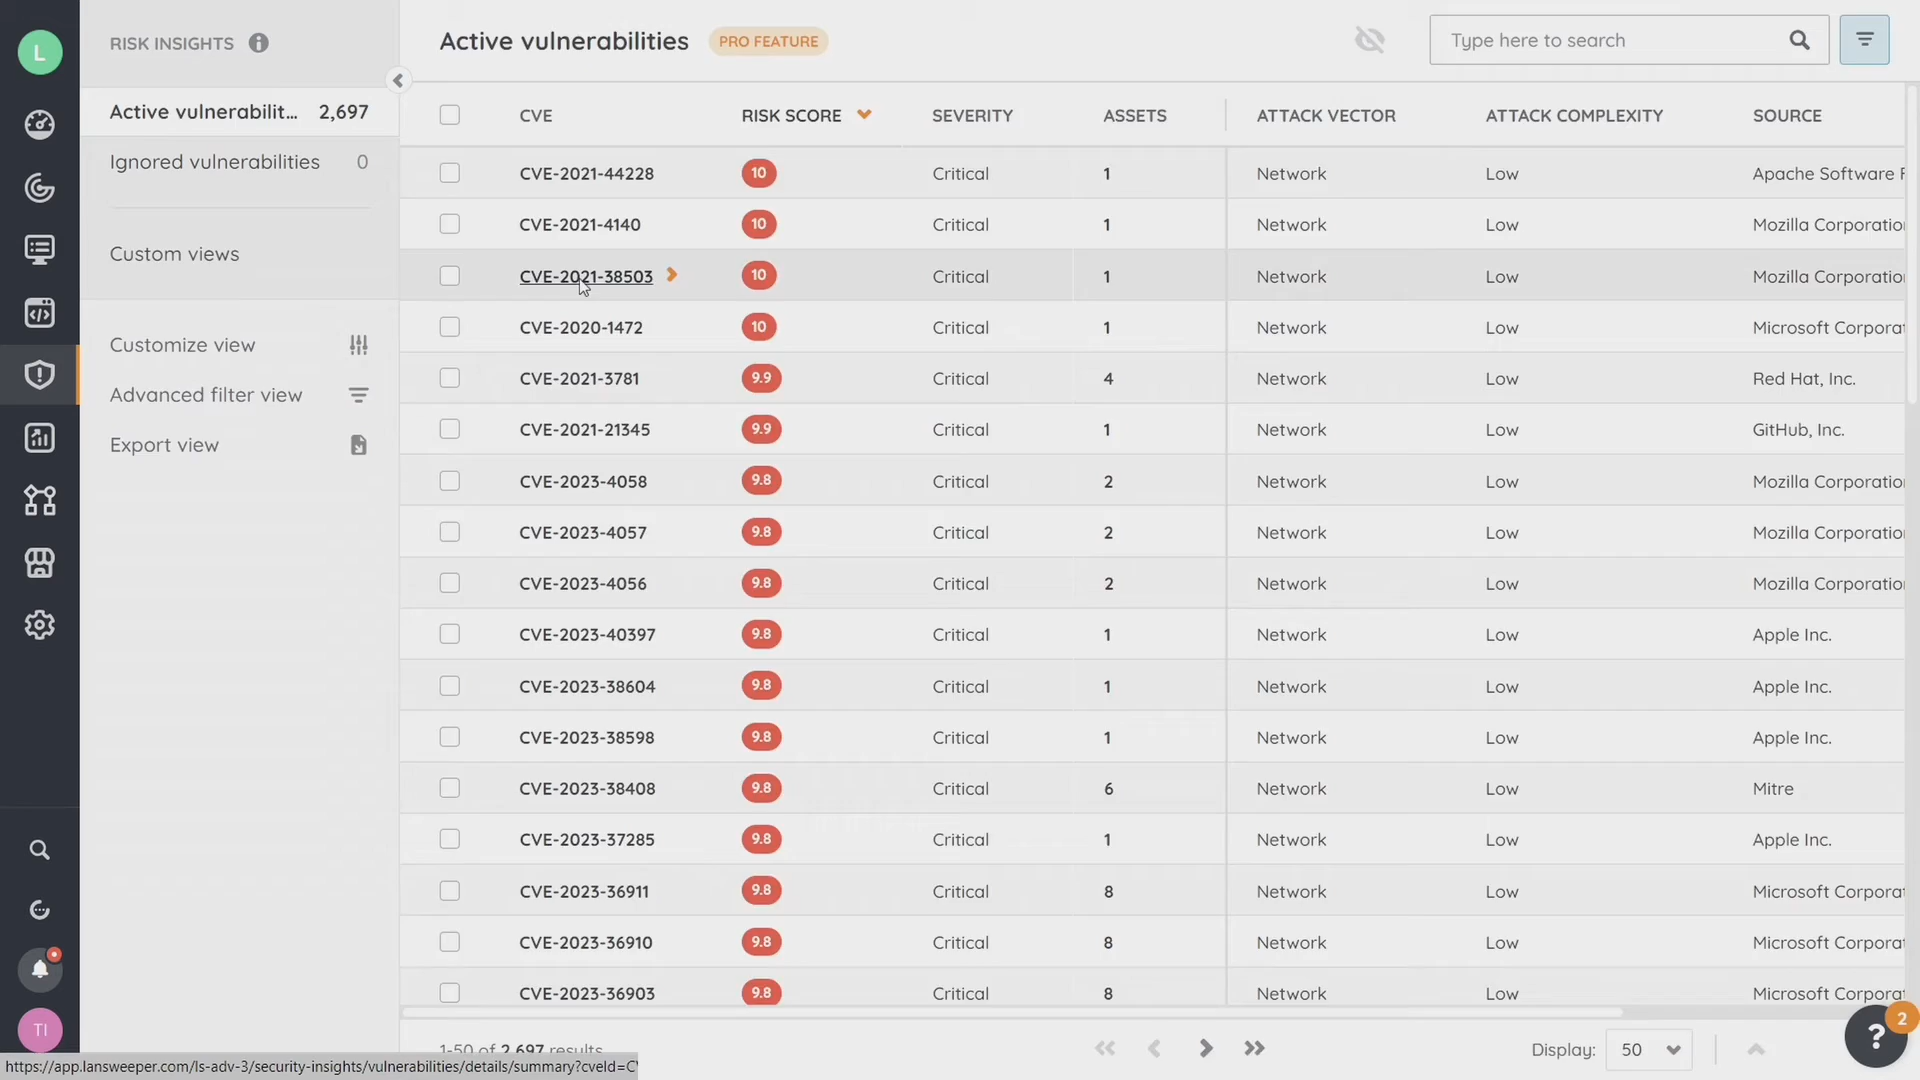 L
RISK INSIGHTS
Active vulnerabilit... 2,697
Ignored vulnerabilities 0
Custom views
Customize view
Advanced filter view
Export view
TI
Active vulnerabilities PRO FEATURE
Type here to search
CVE RISK SCORE SEVERITY ASSETS ATTACK VECTOR ATTACK COMPLEXITY SOURCE
CVE-2021-44228 10 Critical 1 Network Low Apache Software F
CVE-2021-4140 10 Critical 1 Network Low Mozilla Corporatio
CVE-2021-38503 10 Critical 1 Network Low Mozilla Corporatio
CVE-2020-1472 10 Critical 1 Network Low Microsoft Corporat
CVE-2021-3781 9.9 Critical 4 Network Low Red Hat, Inc.
CVE-2021-21345 9.9 Critical 1 Network Low GitHub, Inc.
CVE-2023-4058 9.8 Critical 2 Network Low Mozilla Corporatio
CVE-2023-4057 9.8 Critical 2 Network Low Mozilla Corporatio
CVE-2023-4056 9.8 Critical 2 Network Low Mozilla Corporatio
CVE-2023-40397 9.8 Critical 1 Network Low Apple Inc.
CVE-2023-38604 9.8 Critical 1 Network Low Apple Inc.
CVE-2023-38598 9.8 Critical 1 Network Low Apple Inc.
CVE-2023-38408 9.8 Critical 6 Network Low Mitre
CVE-2023-37285 9.8 Critical 1 Network Low Apple Inc.
CVE-2023-36911 9.8 Critical 8 Network Low Microsoft Corporat
CVE-2023-36910 9.8 Critical 8 Network Low Microsoft Corporat
CVE-2023-36903 9.8 Critical 8 Network Low Microsoft Corporat
1-50 of 2,697 results
Display: 50
? 2
https://app.lansweeper.com/ls-adv-3/security-insights/vulnerabilities/details/summary?cveId=C